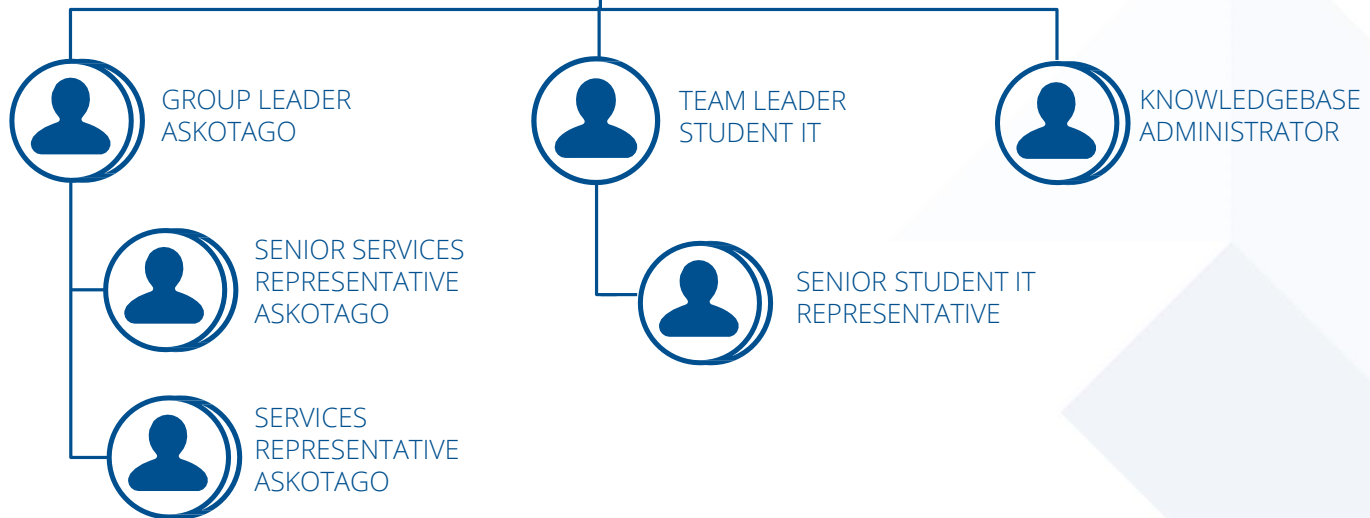 GROUP LEADER
ASKOTAGO
TEAM LEADER
STUDENT IT
KNOWLEDGEBASE
ADMINISTRATOR
SENIOR SERVICES
REPRESENTATIVE
ASKOTAGO
SENIOR STUDENT IT
REPRESENTATIVE
SERVICES
REPRESENTATIVE
ASKOTAGO